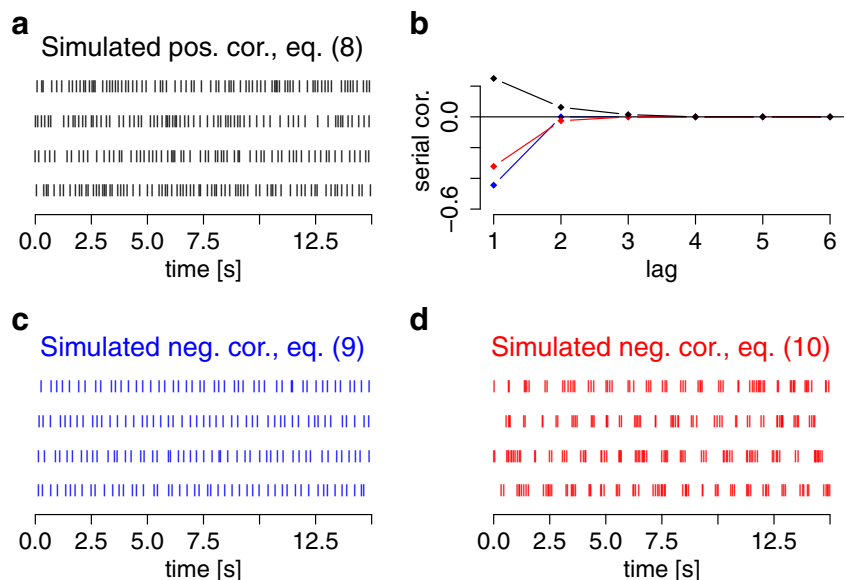 a
Simulated pos. cor., eq. (8)
0.0 2.5 5.0 7.5 12.5
time [s]
b
serial cor.
0.0
−0.6
1 2 3 4 5 6
lag
c
Simulated neg. cor., eq. (9)
0.0 2.5 5.0 7.5 12.5
time [s]
d
Simulated neg. cor., eq. (10)
0.0 2.5 5.0 7.5 12.5
time [s]